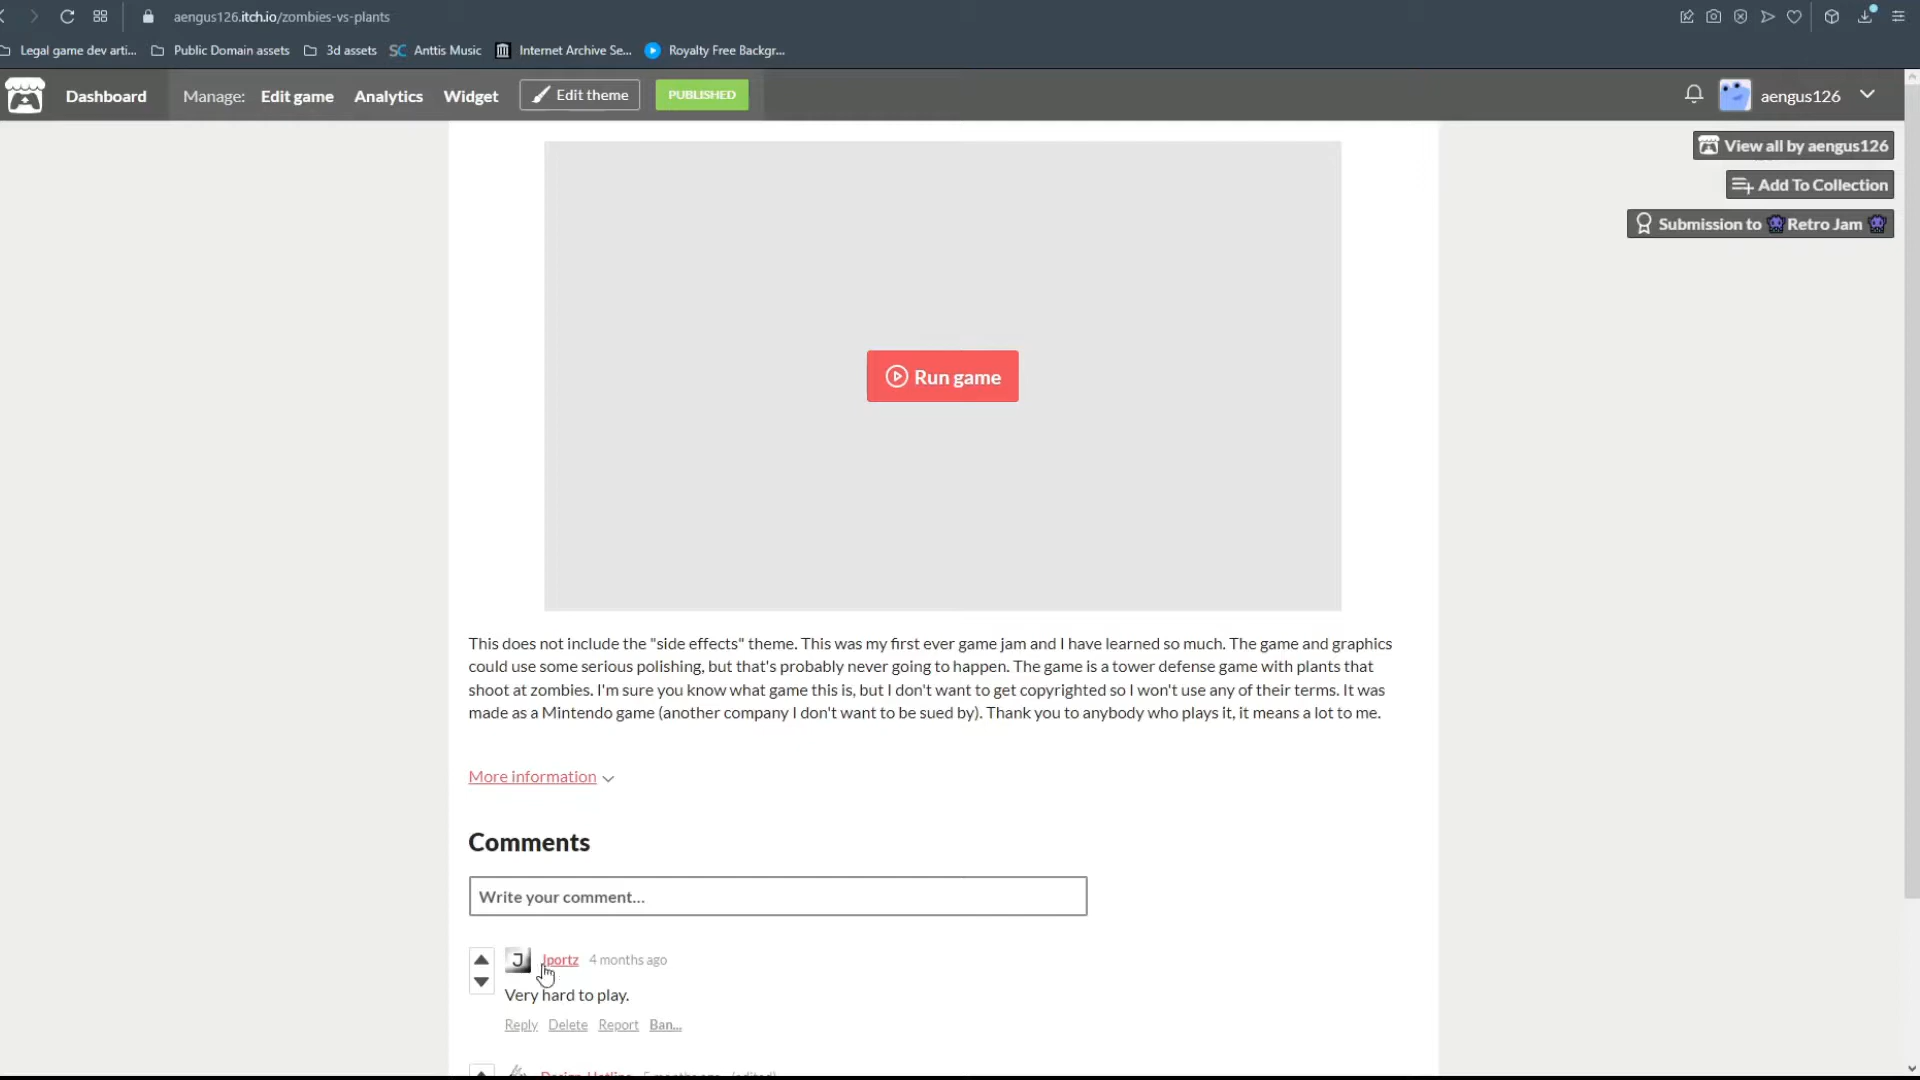 aengus126.itch.io/zombies-vs-plants
Legal game dev arti... Public Domain assets 3d assets SC Anttis Music Internet Archive Se... Royalty Free Backgr...
Dashboard Manage: Edit game Analytics Widget Edit theme PUBLISHED aengus126
View all by aengus126
Add To Collection
Submission to Retro Jam
Run game
This does not include the "side effects" theme. This was my first ever game jam and I have learned so much. The game and graphics
could use some serious polishing, but that's probably never going to happen. The game is a tower defense game with plants that
shoot at zombies. I'm sure you know what game this is, but I don't want to get copyrighted so I won't use any of their terms. It was
made as a Mintendo game (another company I don't want to be sued by). Thank you to anybody who plays it, it means a lot to me.
More information
Comments
Write your comment...
J Jportz 4 months ago
Very hard to play.
Reply Delete Report Ban...
5 months ago (edited)